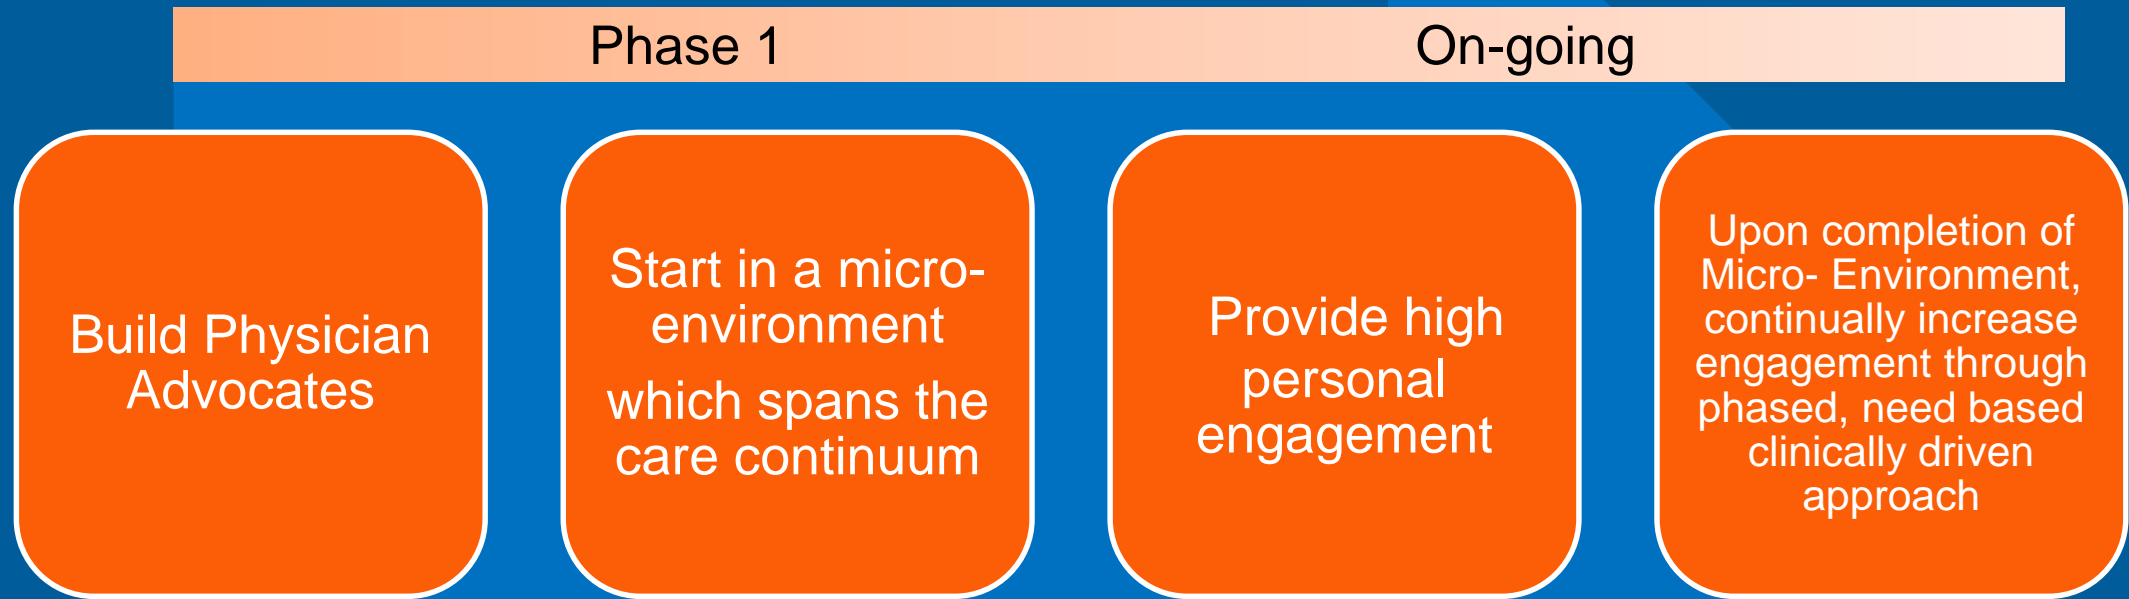 Phase 1
On-going
Build Physician
Advocates
Start in a micro-
environment
which spans the
care continuum
Provide high
personal
engagement
Upon completion of
Micro- Environment,
continually increase
engagement through
phased, need based
clinically driven
approach